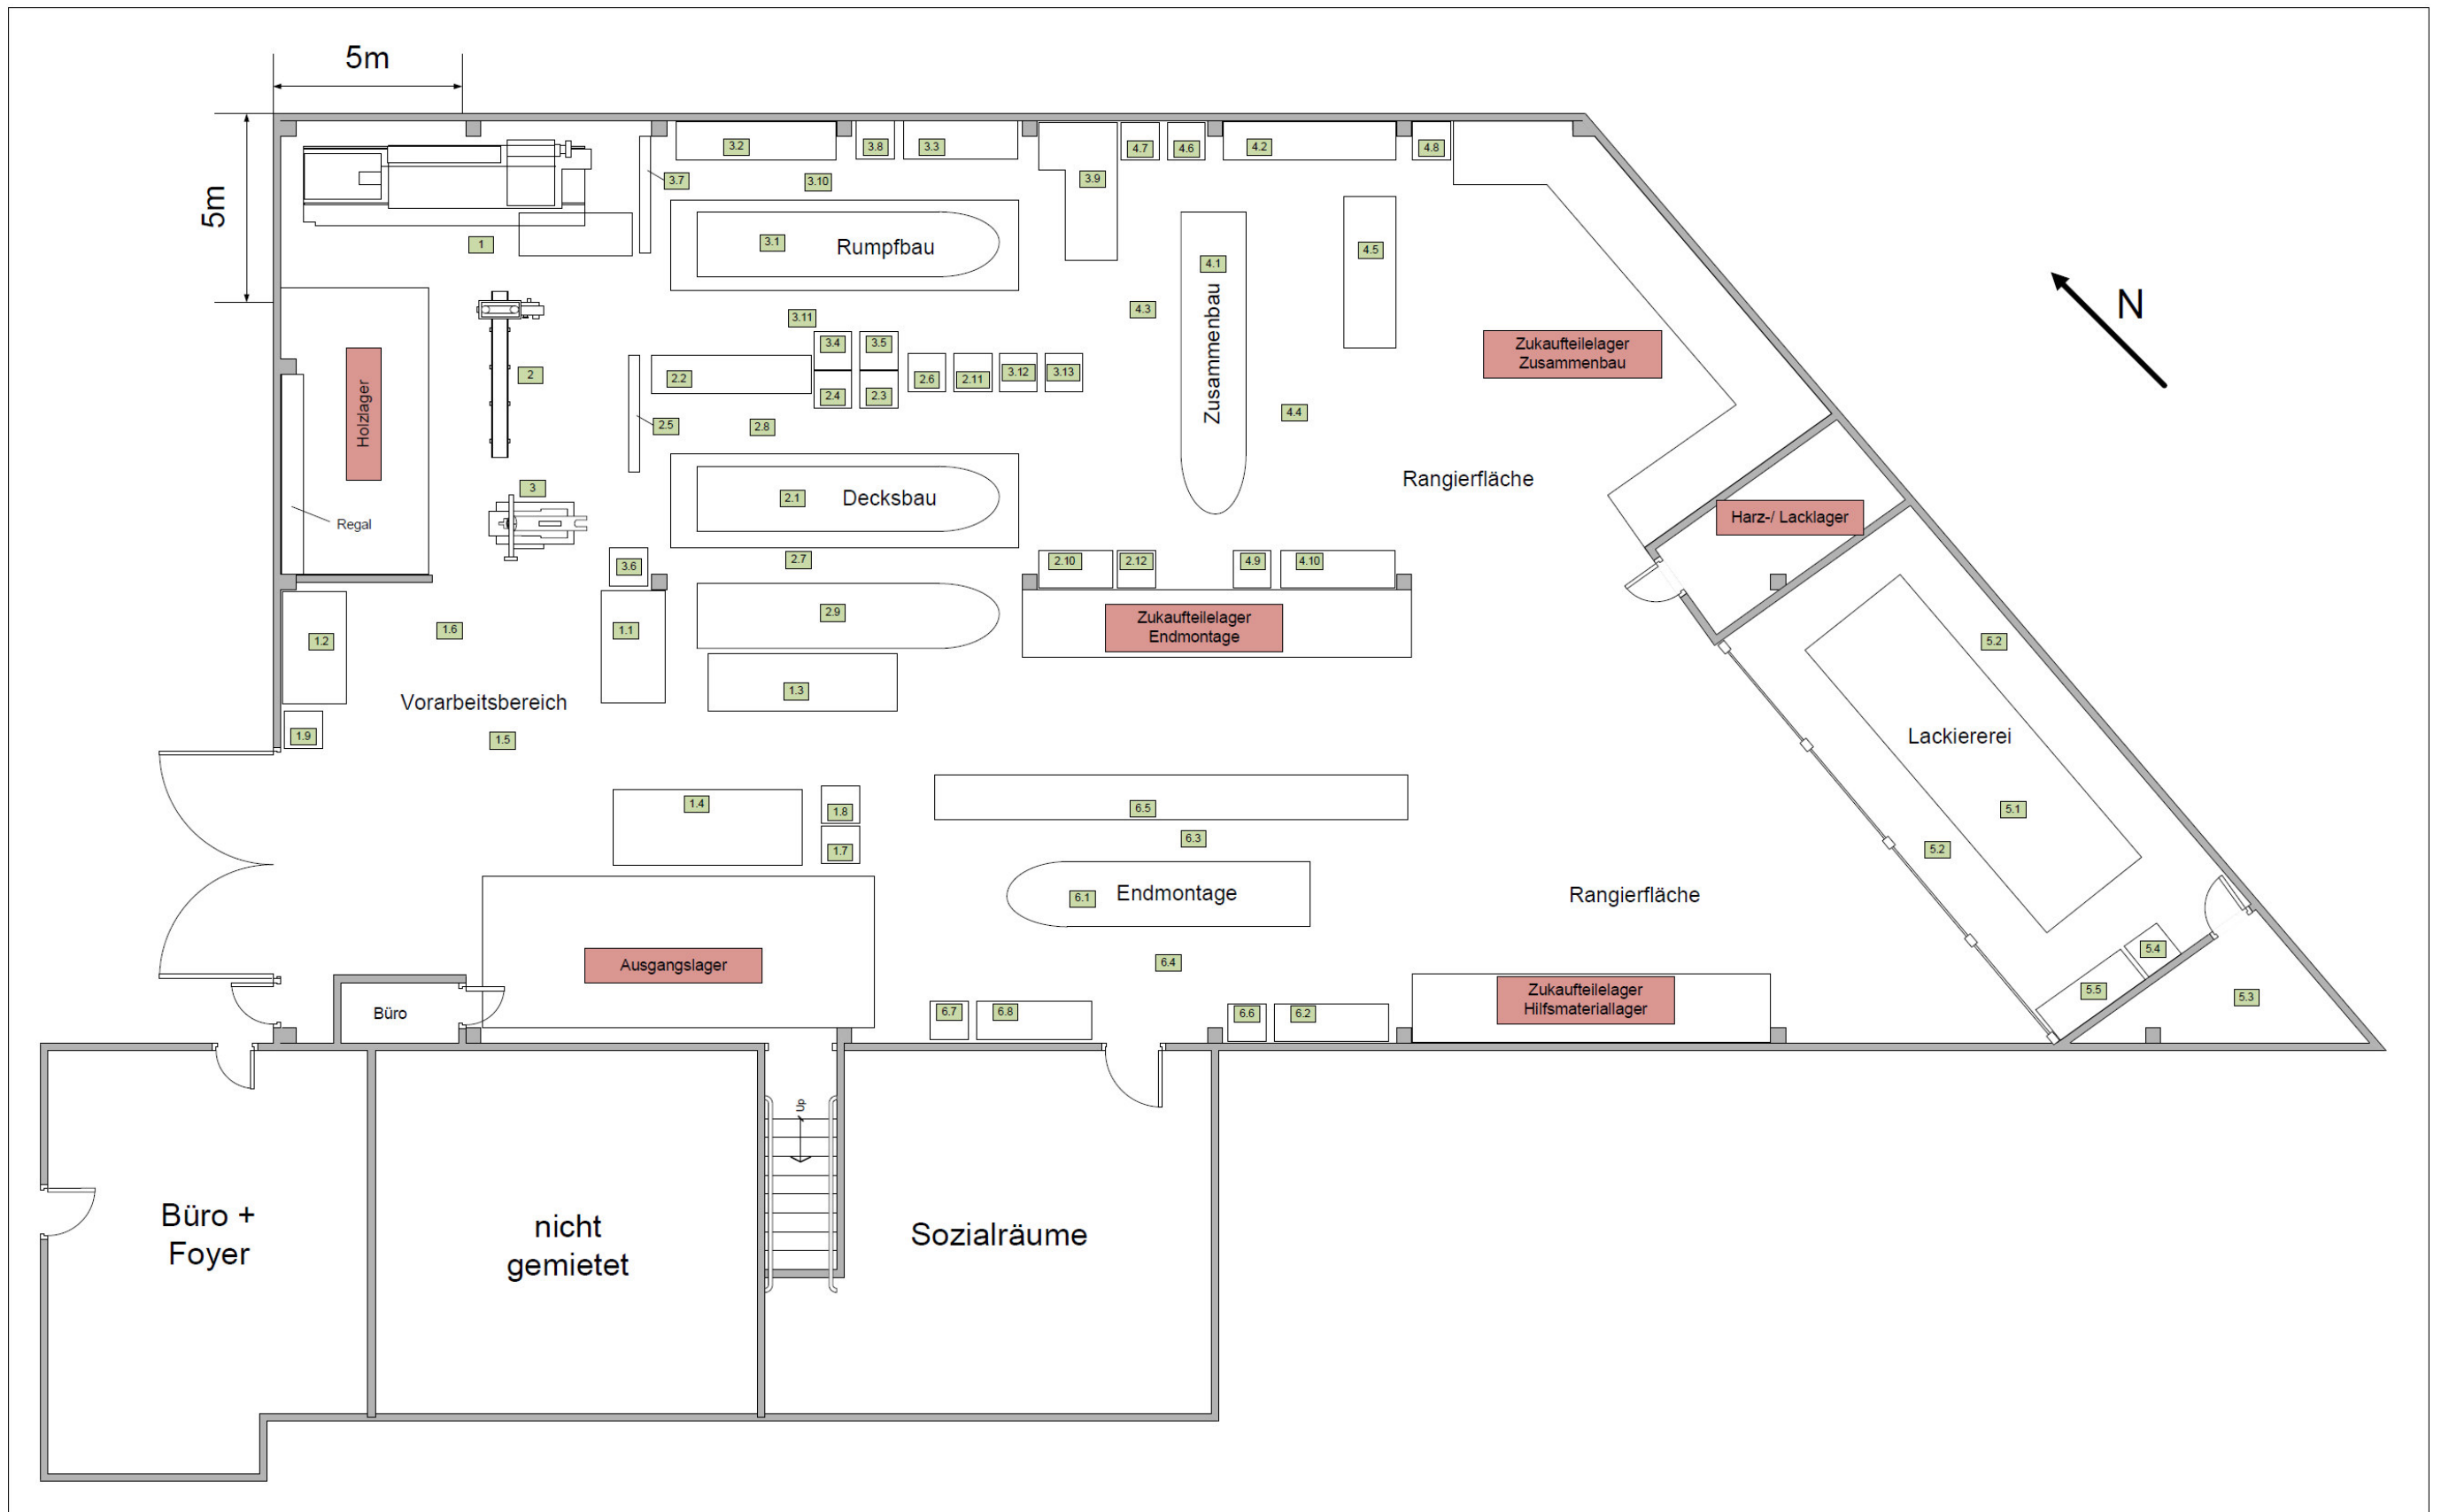 5m
5m
3.2
3.8
3.3
4.7
4.6
4.2
4.8
3.7
3.10
3.9
1
3.1
Rumpfbau
4.1
4.5
N
3.11
4.3
Zusammenbau
3.4
3.5
Zukaufteilelager
Zusammenbau
2
2.2
2.6
2.11
3.12
3.13
2.4
2.3
Holzlager
2.5
2.8
4.4
3
2.1
Decksbau
Rangierfläche
Regal
Harz-/ Lacklager
3.6
2.7
2.10
2.12
4.9
4.10
1.2
1.6
1.1
2.9
Zukaufteilelager
Endmontage
5.2
Vorarbeitsbereich
1.3
1.9
1.5
Lackiererei
1.4
1.8
6.5
5.1
1.7
6.3
5.2
6.1
Endmontage
Rangierfläche
Ausgangslager
6.4
5.4
Büro
6.7
6.8
6.6
6.2
Zukaufteilelager
Hilfsmateriallager
5.5
5.3
Up
Büro +
Foyer
nicht
gemietet
Sozialräume